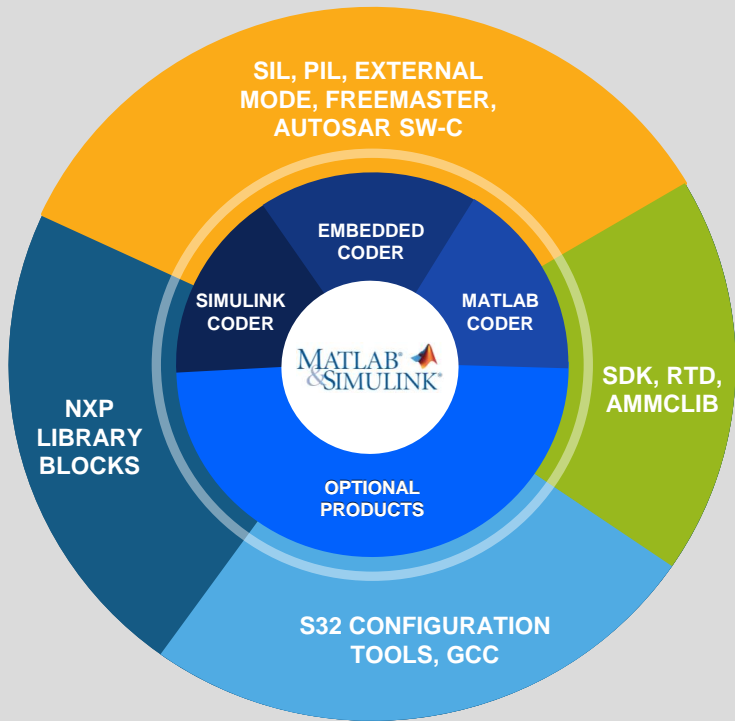 SIL, PIL, EXTERNAL
MODE, FREEMASTER,
AUTOSAR SW-C
EMBEDDED
CODER
SIMULINK
CODER
MATLAB
CODER
MATLAB®
&SIMULINK®
SDK, RTD,
AMMCLIB
NXP
LIBRARY
BLOCKS
OPTIONAL
PRODUCTS
S32 CONFIGURATION
TOOLS, GCC